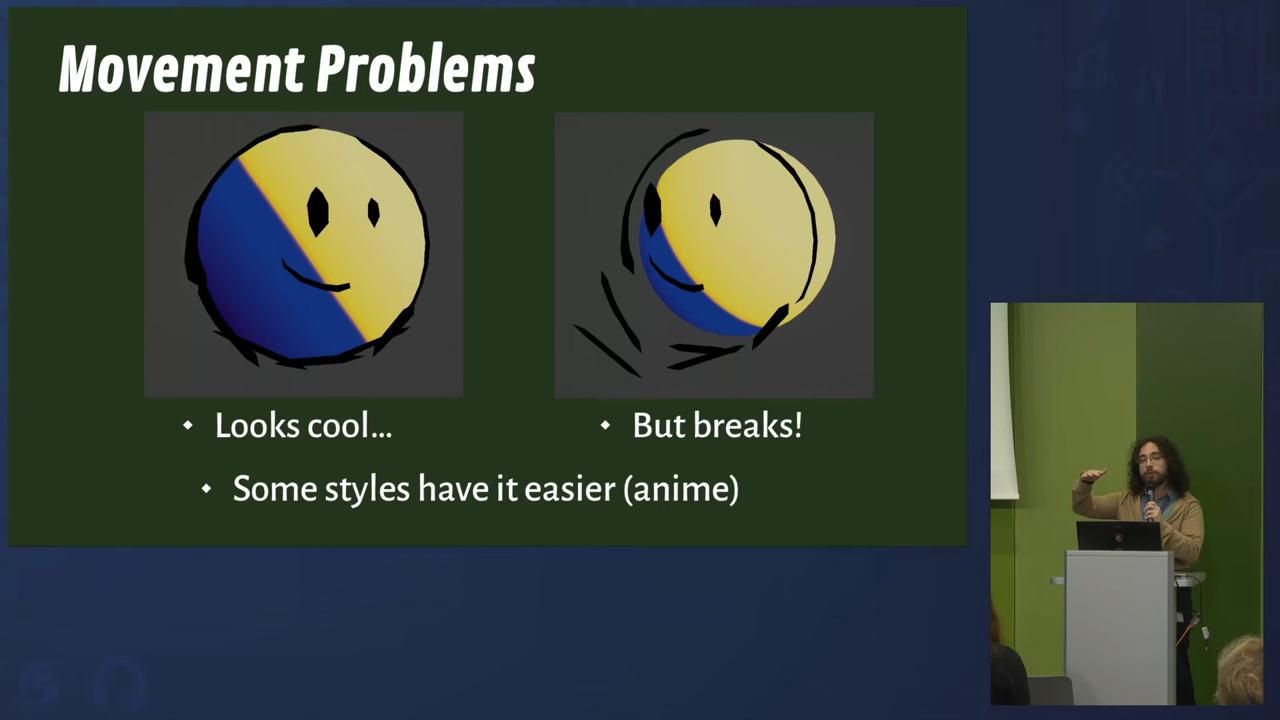 Movement Problems
Looks cool...
But breaks!
Some styles have it easier (anime)